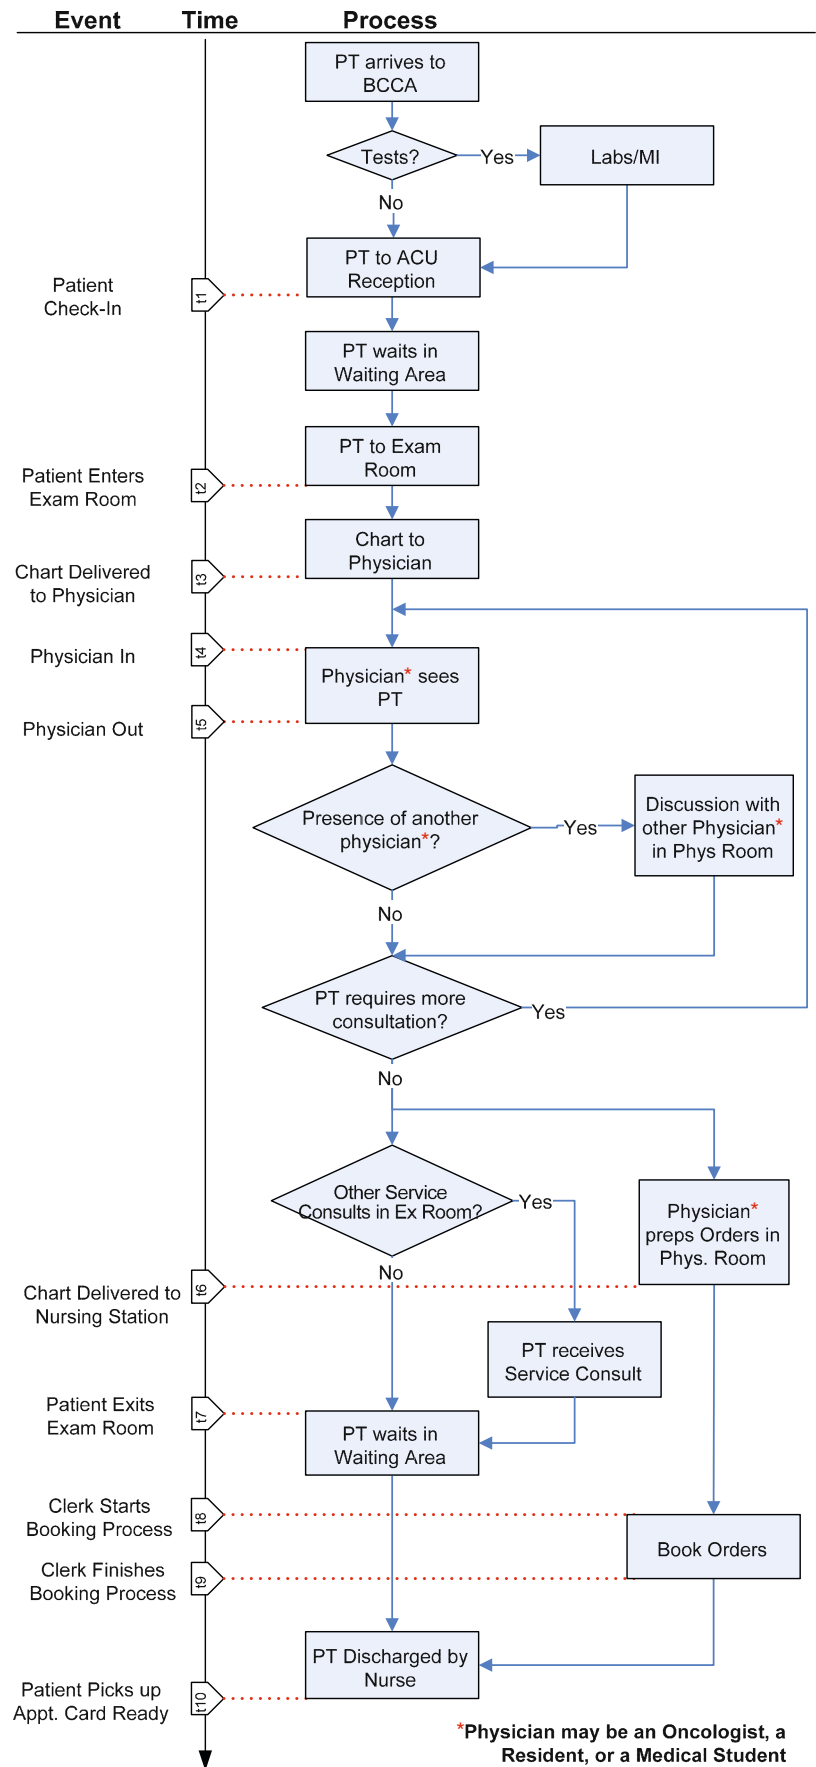 Event Time Process
PT arrives to
BCCA
Tests?
Yes
Labs/MI
No
PT to ACU
Reception
Patient
Check-In
t1
PT waits in
Waiting Area
PT to Exam
Room
Patient Enters
Exam Room
t2
Chart to
Physician
Chart Delivered
to Physician
t3
Physician In
t4
Physician* sees
PT
Physician Out
t5
Presence of another
physician*?
Yes
Discussion with
other Physician*
in Phys Room
No
PT requires more
consultation?
Yes
No
Other Service
Consults in Ex Room?
Yes
Physician*
preps Orders in
Phys. Room
No
Chart Delivered to
Nursing Station
t6
PT receives
Service Consult
Patient Exits
Exam Room
t7
PT waits in
Waiting Area
Clerk Starts
Booking Process
t8
Book Orders
Clerk Finishes
Booking Process
t9
PT Discharged by
Nurse
Patient Picks up
Appt. Card Ready
t10
*Physician may be an Oncologist, a
Resident, or a Medical Student